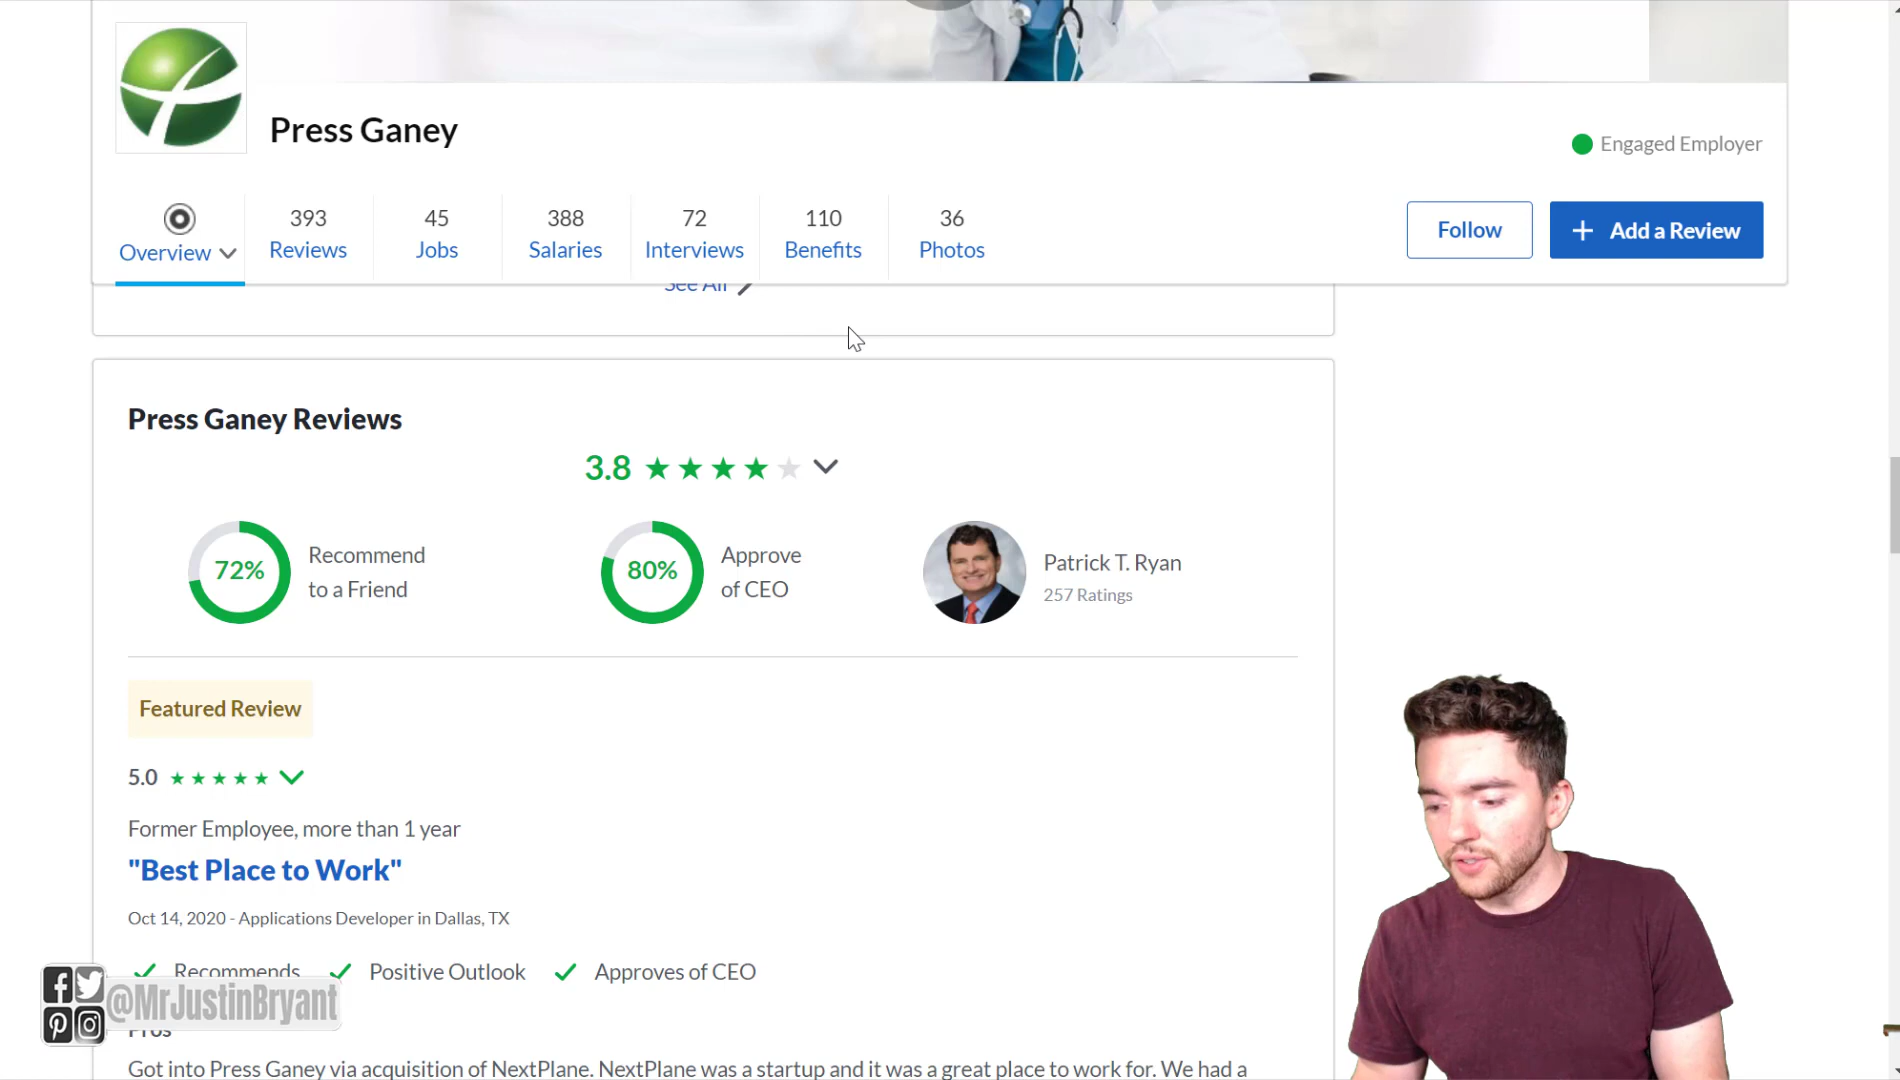 Press Ganey
Engaged Employer
Overview
393
Reviews
45
Jobs
388
Salaries
72
Interviews
110
Benefits
36
Photos
Follow
+ Add a Review
See All
Press Ganey Reviews
3.8
72%
Recommend
to a Friend
80%
Approve
of CEO
Patrick T. Ryan
257 Ratings
Featured Review
5.0
Former Employee, more than 1 year
"Best Place to Work"
Oct 14, 2020 - Applications Developer in Dallas, TX
Recommends Positive Outlook Approves of CEO
@MrJustinBryant
Pros
Got into Press Ganey via acquisition of NextPlane. NextPlane was a startup and it was a great place to work for. We had a